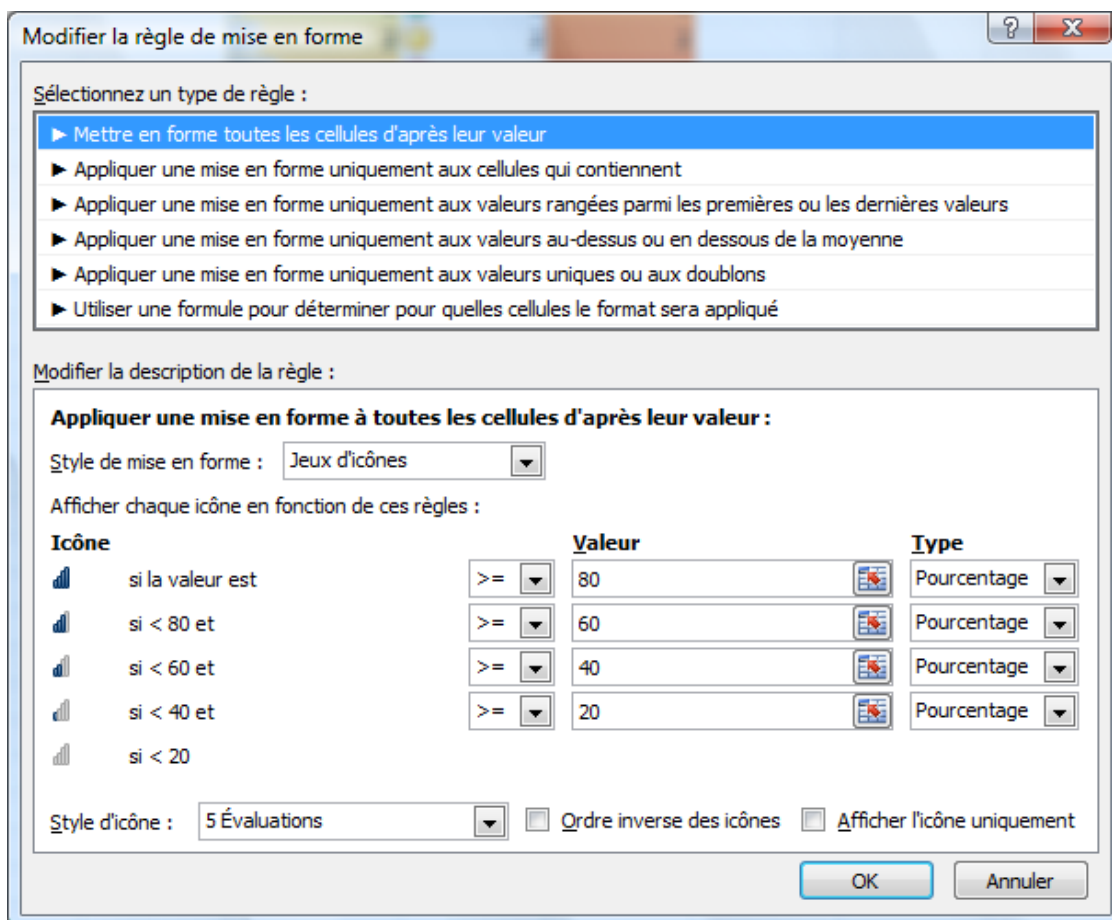 Modifier la règle de mise en forme
Sélectionnez un type de règle :
► Mettre en forme toutes les cellules d'après leur valeur
► Appliquer une mise en forme uniquement aux cellules qui contiennent
► Appliquer une mise en forme uniquement aux valeurs rangées parmi les premières ou les dernières valeurs
► Appliquer une mise en forme uniquement aux valeurs au-dessus ou en dessous de la moyenne
► Appliquer une mise en forme uniquement aux valeurs uniques ou aux doublons
► Utiliser une formule pour déterminer pour quelles cellules le format sera appliqué
Modifier la description de la règle :
Appliquer une mise en forme à toutes les cellules d'après leur valeur :
Style de mise en forme : Jeux d'icônes
Afficher chaque icône en fonction de ces règles :
Icône Valeur Type
si la valeur est >= 80 Pourcentage
si < 80 et >= 60 Pourcentage
si < 60 et >= 40 Pourcentage
si < 40 et >= 20 Pourcentage
si < 20
Style d'icône : 5 Évaluations Ordre inverse des icônes Afficher l'icône uniquement
OK Annuler